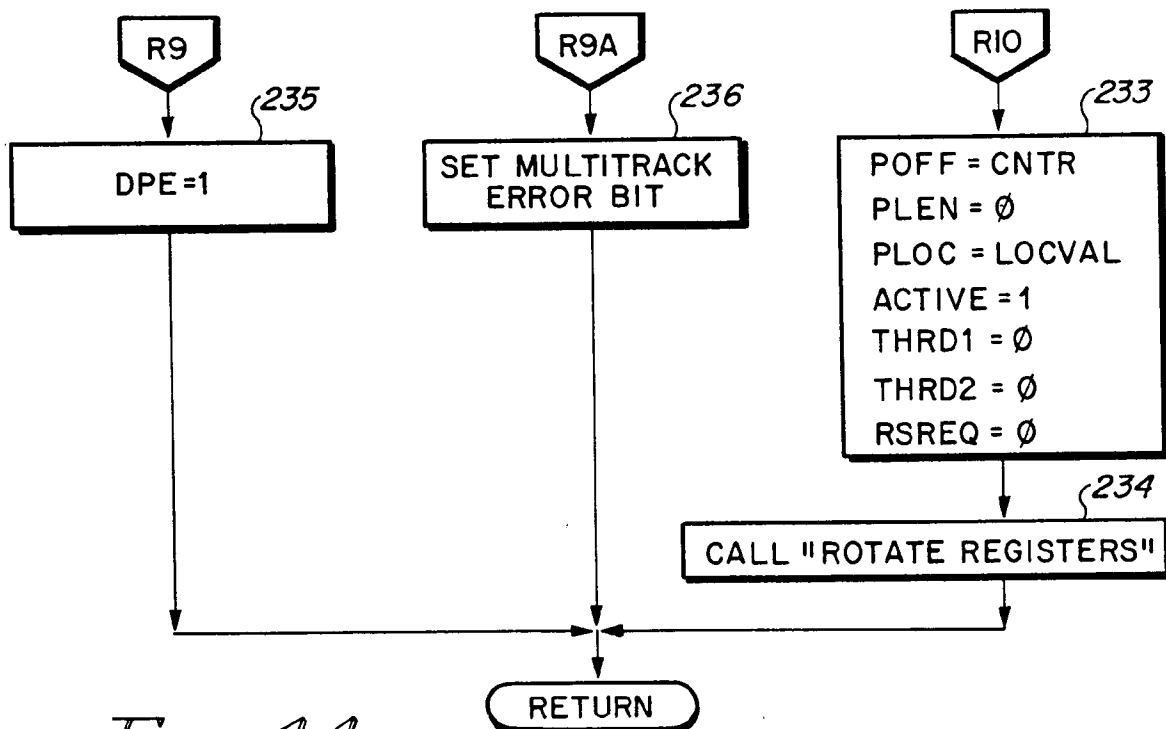 R9
R9A
R10
235
236
233
DPE=1
SET MULTITRACK
ERROR BIT
POFF = CNTR
PLEN = Ø
PLOC = LOCVAL
ACTIVE = 1
THRD1 = Ø
THRD2 = Ø
RSREQ = Ø
234
CALL "ROTATE REGISTERS"
RETURN